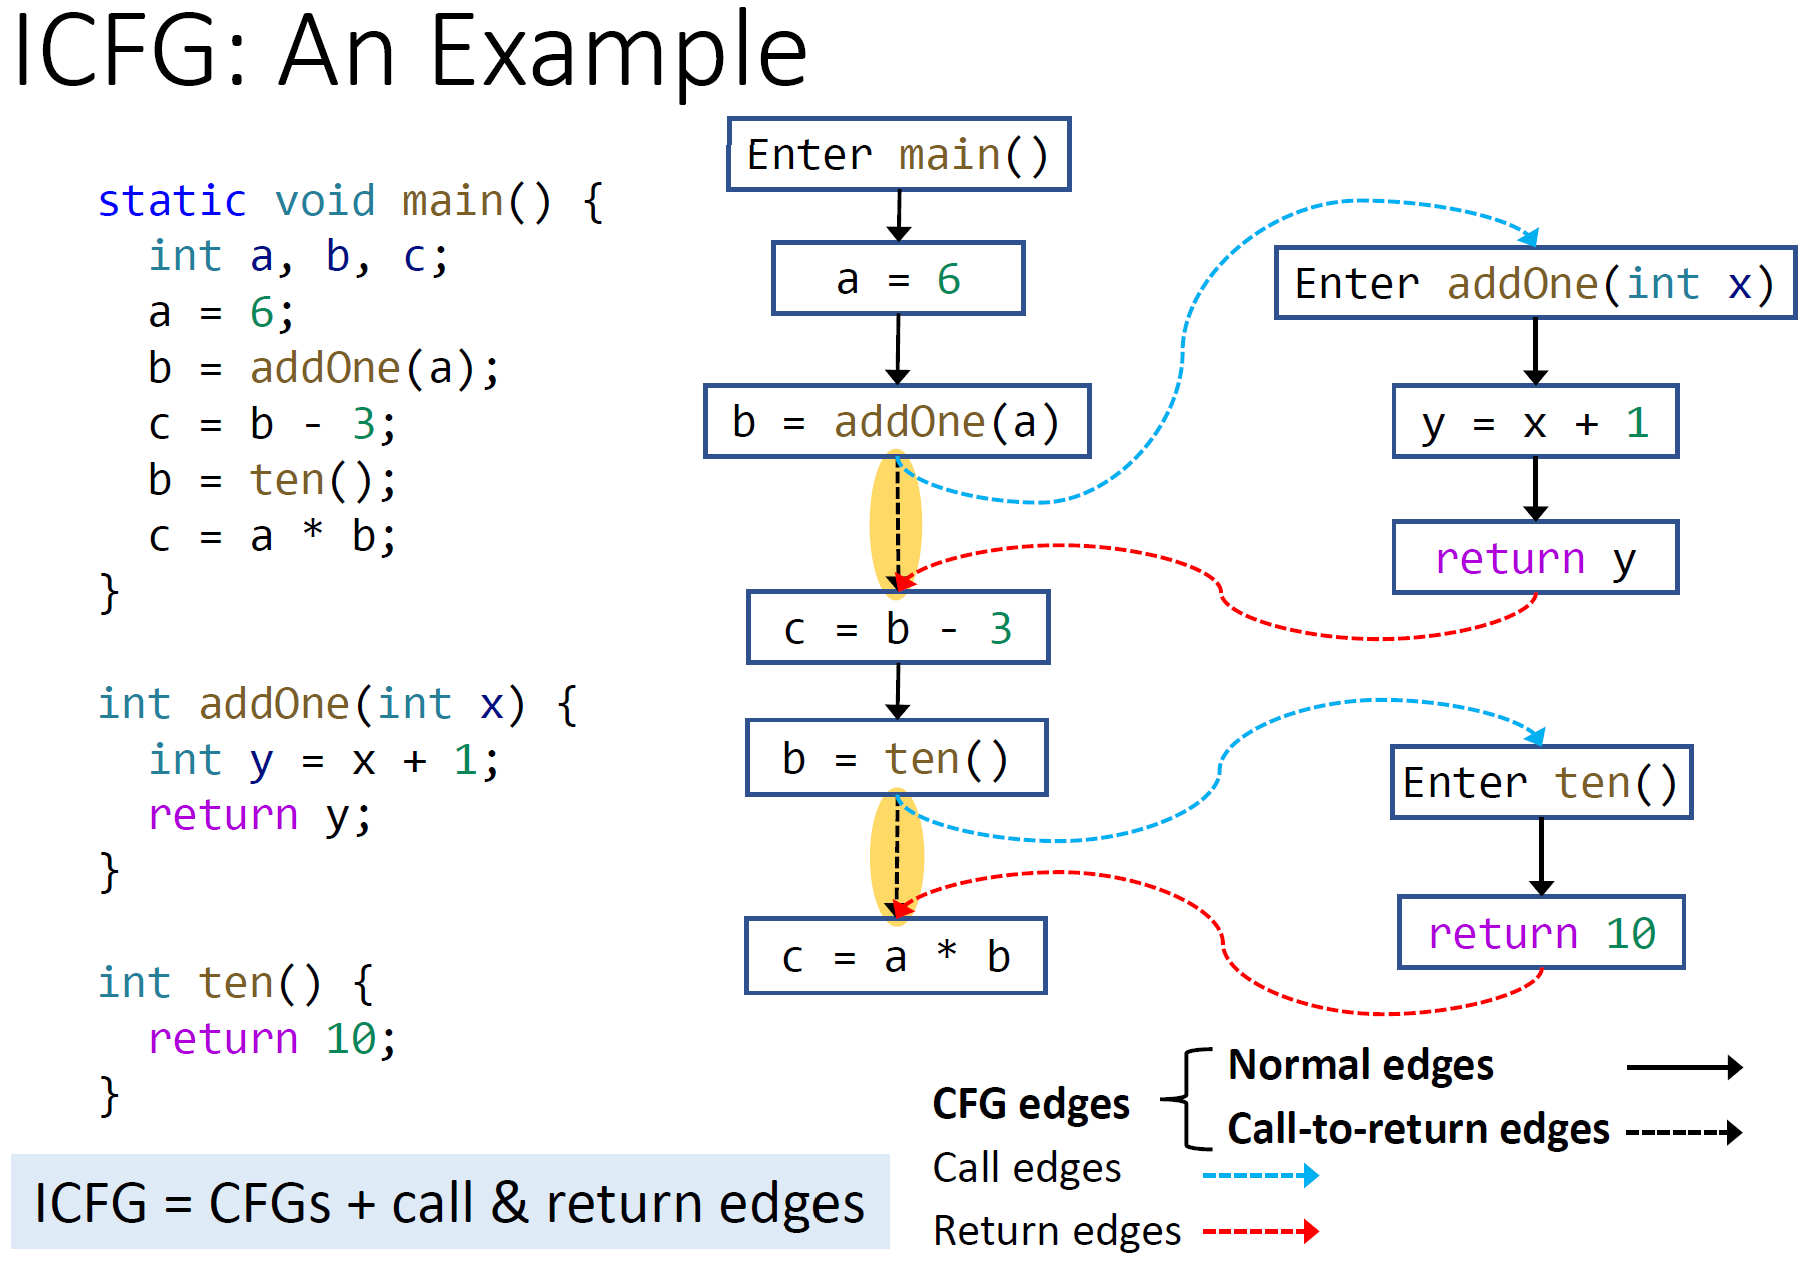 ICFG: An Example
static void main() {
int a, b, c;
a = 6;
b = addOne(a);
c = b - 3;
b = ten();
c = a * b;
}
int addOne(int x) {
int y = x + 1;
return y;
}
int ten() {
return 10;
}
ICFG = CFGs + call & return edges
Enter main()
a = 6
b = addOne(a)
c = b - 3
b = ten()
c = a * b
Enter addOne(int x)
y = x + 1
return y
Enter ten()
return 10
CFG edges
Normal edges
Call-to-return edges
Call edges
Return edges